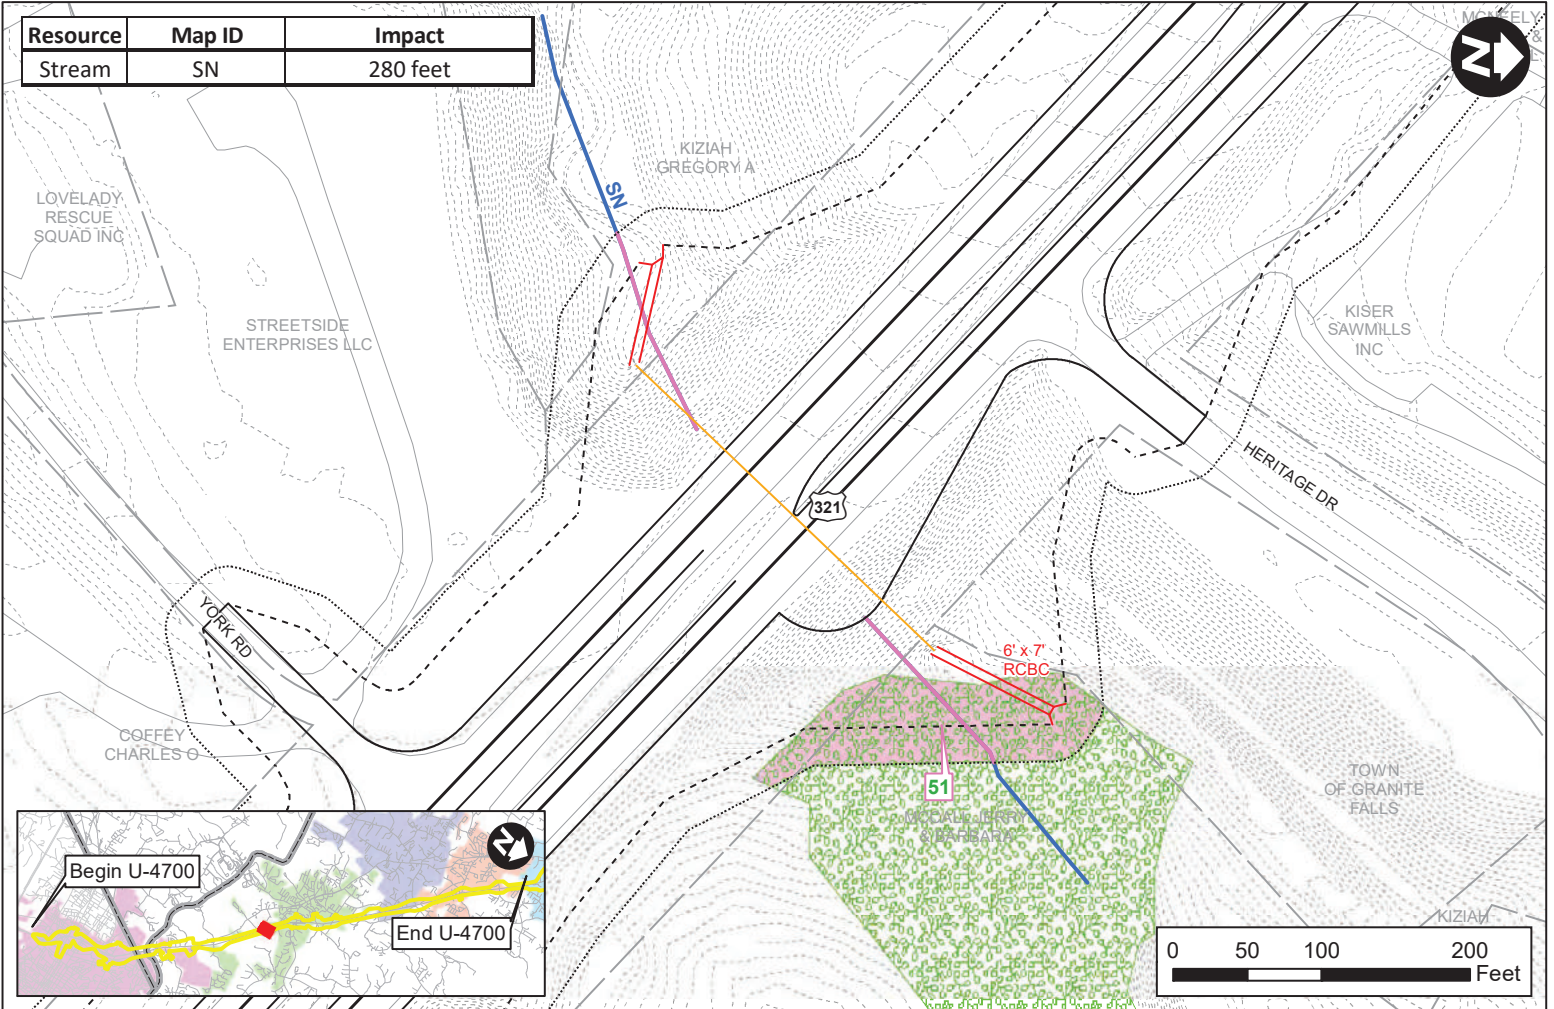 Resource Map ID Impact
Stream SN 280 feet
MCNEELY
&
N
KIZIAH
GREGORY A
SN
LOVELADY
RESCUE
SQUAD INC
STREETSIDE
ENTERPRISES LLC
KISER
SAWMILLS
INC
321
HERITAGE DR
YORK RD
6' x 7'
RCBC
COFFEY
CHARLES O
51
& BARBARA
TOWN
OF GRANITE
FALLS
KIZIAH
Begin U-4700
End U-4700
N
0 50 100 200
Feet